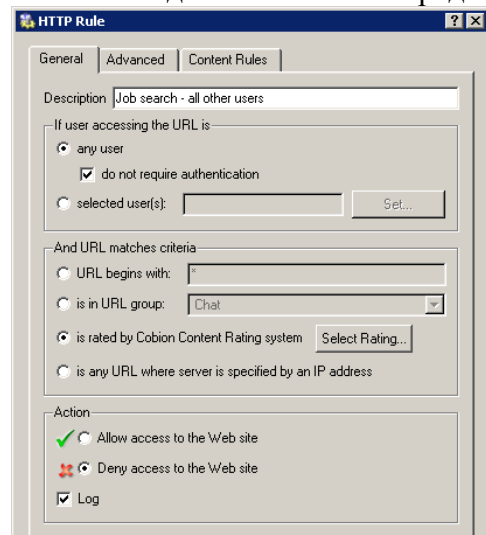 HTTP Rule
General Advanced Content Rules
Description Job search - all other users
If user accessing the URL is
any user
do not require authentication
selected user(s): Set...
And URL matches criteria
URL begins with: *
is in URL group: Chat
is rated by Cobion Content Rating system Select Rating...
is any URL where server is specified by an IP address
Action
Allow access to the Web site
Deny access to the Web site
Log